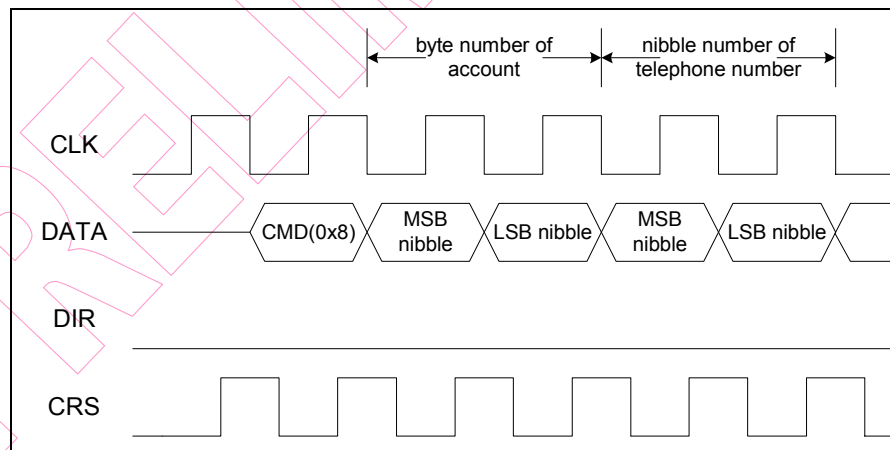 byte number of
account
nibble number of
telephone number
CLK
DATA
CMD(0x8)
MSB
nibble
LSB nibble
MSB
nibble
LSB nibble
DIR
CRS